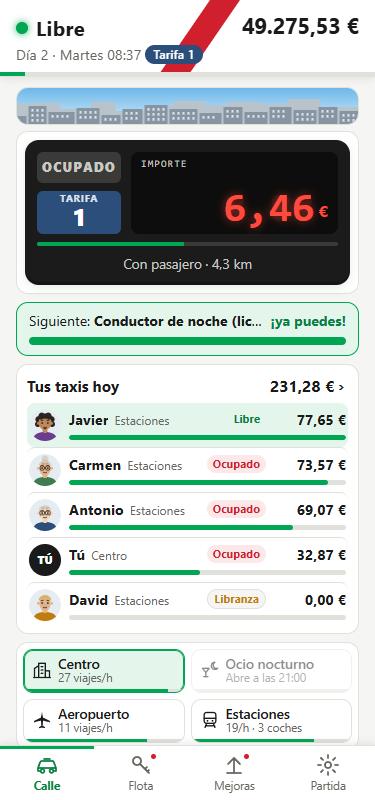 Libre
49.275,53 €
Día 2 · Martes 08:37 Tarifa 1
OCUPADO
IMPORTE
TARIFA
1
6,46 €
Con pasajero · 4,3 km
Siguiente: Conductor de noche (lic... ¡ya puedes!
Tus taxis hoy 231,28 € ›
Javier Estaciones Libre 77,65 €
Carmen Estaciones Ocupado 73,57 €
Antonio Estaciones Ocupado 69,07 €
TÚ Tú Centro Ocupado 32,87 €
David Estaciones Libranza 0,00 €
Centro
27 viajes/h
Ocio nocturno
Abre a las 21:00
Aeropuerto
11 viajes/h
Estaciones
19/h · 3 coches
Calle Flota Mejoras Partida